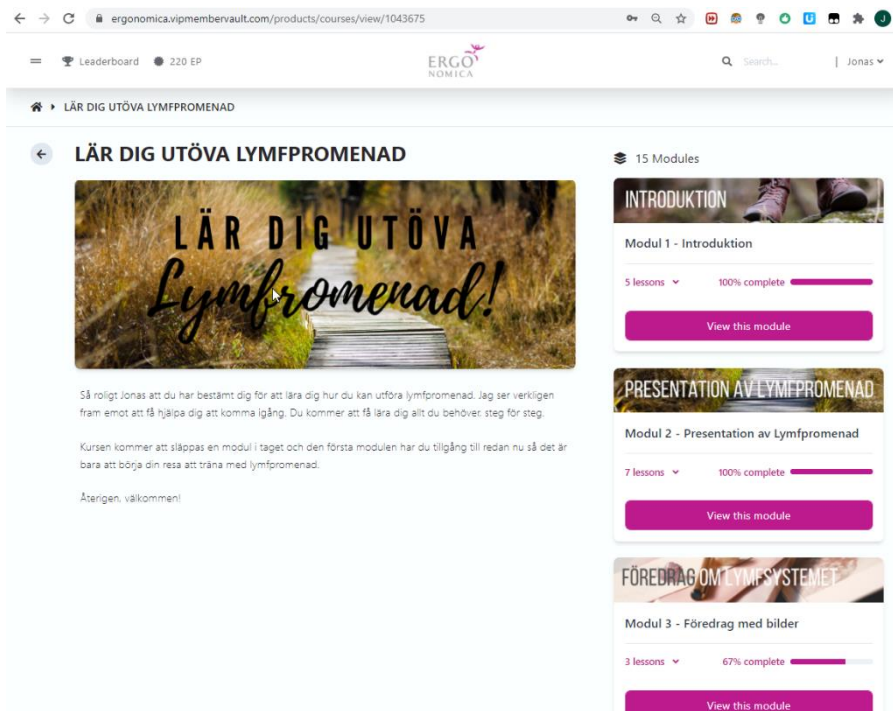 ergonomica.vipmembervault.com/products/courses/view/1043675
J
Leaderboard 220 EP
ERGO
NOMICA
Search...
| Jonas
LÄR DIG UTÖVA LYMFPROMENAD
LÄR DIG UTÖVA LYMFPROMENAD
LÄR DIG UTÖVA
Lymfromenad!
Så roligt Jonas att du har bestämt dig för att lära dig hur du kan utföra lymfpromenad. Jag ser verkligen
fram emot att få hjälpa dig att komma igång. Du kommer att få lära dig allt du behöver, steg för steg.
Kursen kommer att släppas en modul i taget och den första modulen har du tillgång till redan nu så det är
bara att börja din resa att träna med lymfpromenad.
Återigen, välkommen!
15 Modules
INTRODUKTION
Modul 1 - Introduktion
5 lessons 100% complete
View this module
PRESENTATION AV LYMFPROMENAD
Modul 2 - Presentation av Lymfpromenad
7 lessons 100% complete
View this module
FÖREDRAG OM LYMFSYSTEMET
Modul 3 - Föredrag med bilder
3 lessons 67% complete
View this module